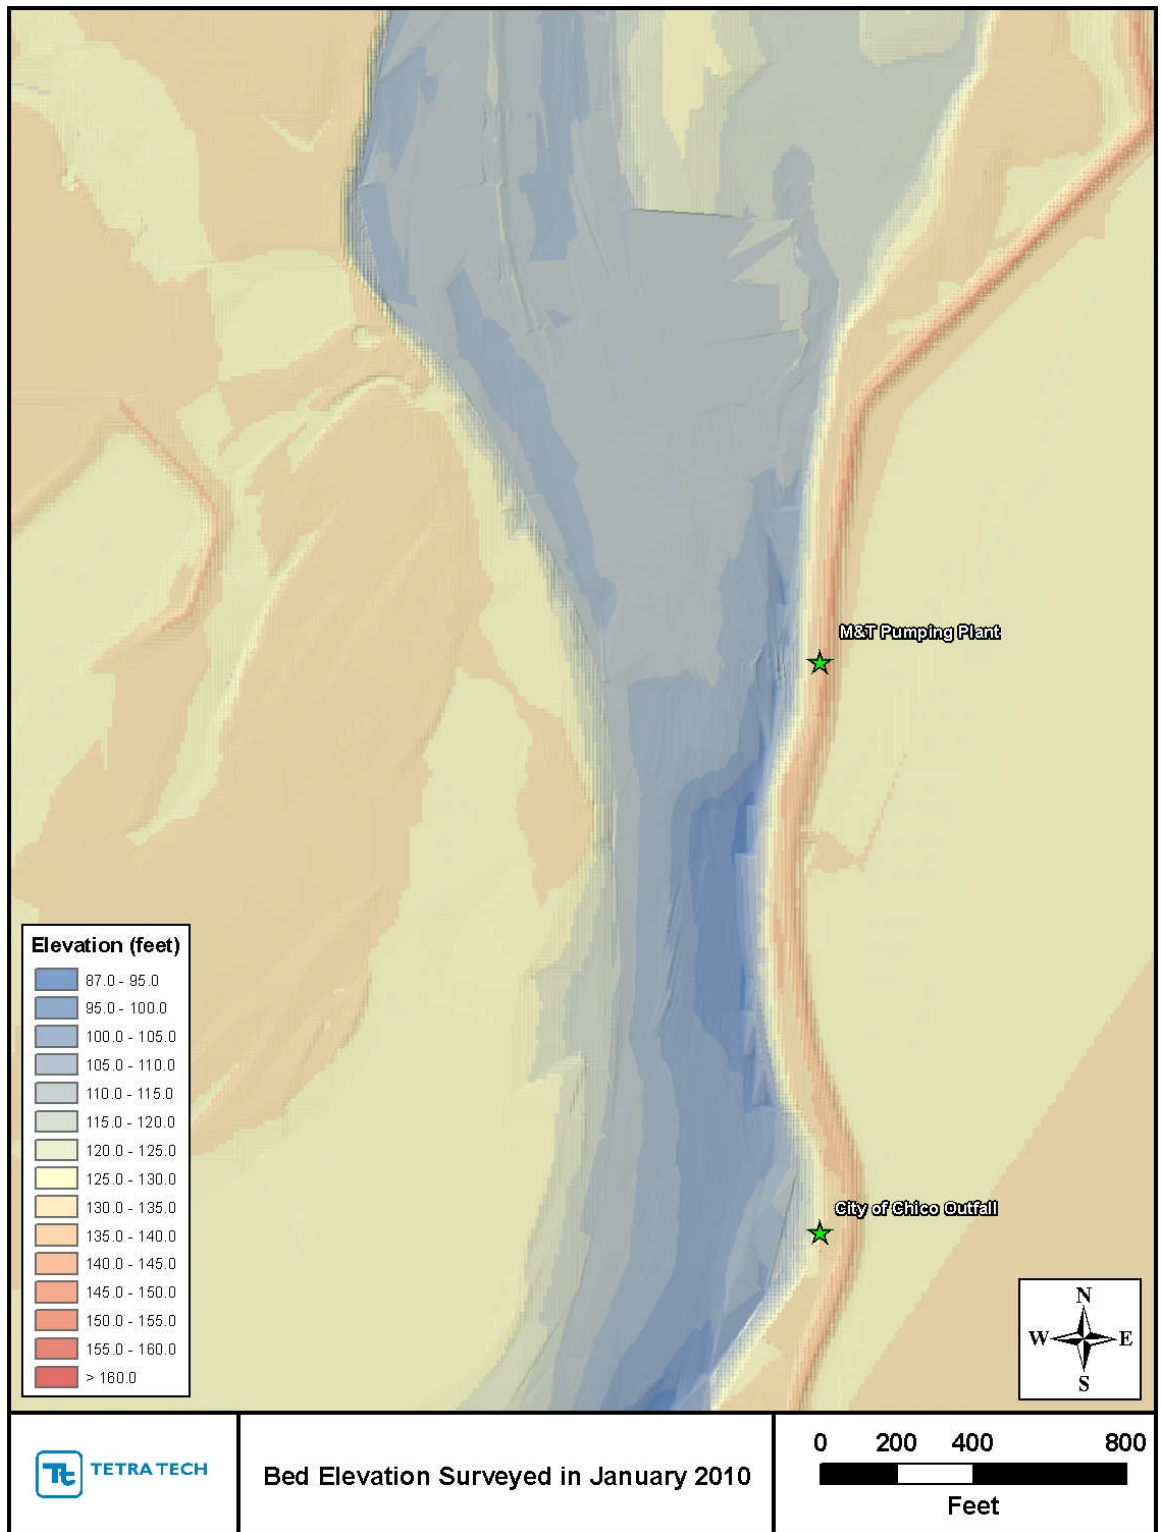 M&T Pumping Plant
City of Chico Outfall
Elevation (feet)
87.0 - 95.0
95.0 - 100.0
100.0 - 105.0
105.0 - 110.0
110.0 - 115.0
115.0 - 120.0
120.0 - 125.0
125.0 - 130.0
130.0 - 135.0
135.0 - 140.0
140.0 - 145.0
145.0 - 150.0
150.0 - 155.0
155.0 - 160.0
> 160.0
N
W E
S
Tt TETRA TECH
Bed Elevation Surveyed in January 2010
0 200 400 800
Feet